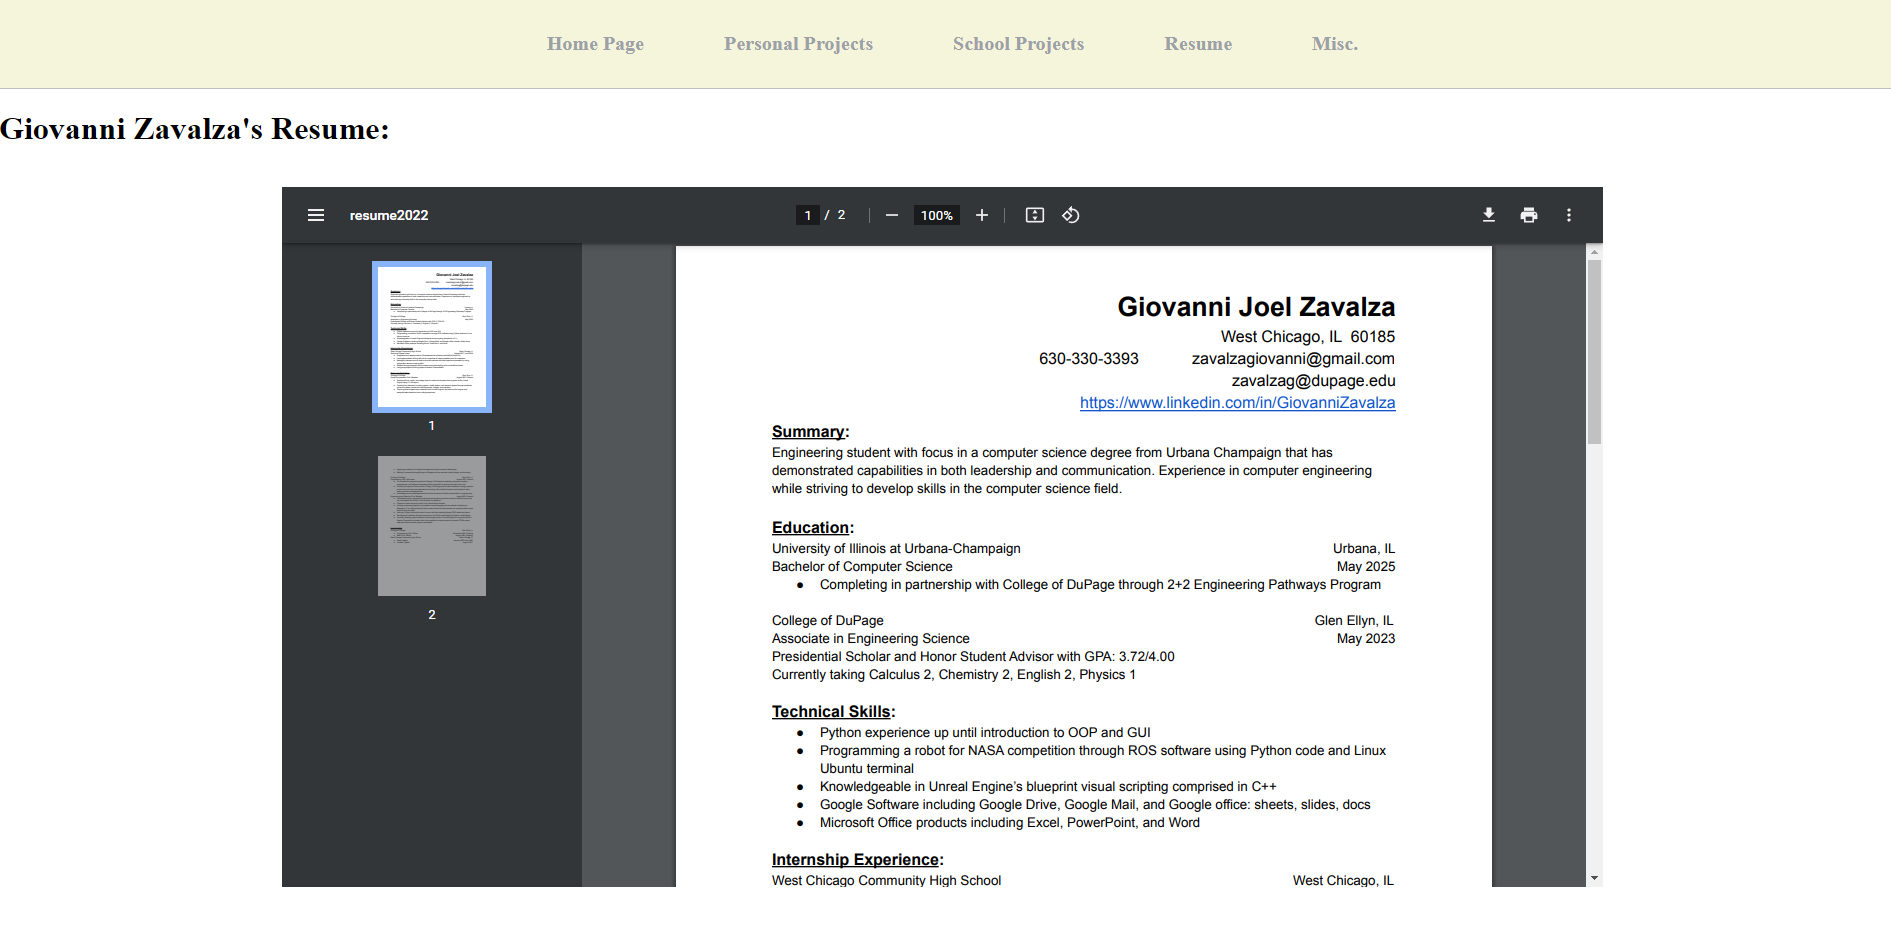 Home Page Personal Projects School Projects Resume Misc.
Giovanni Zavalza's Resume:
resume2022 1 / 2 100%
1
2
Giovanni Joel Zavalza
West Chicago, IL 60185
630-330-3393 zavalzagiovanni@gmail.com
zavalzag@dupage.edu
https://www.linkedin.com/in/GiovanniZavalza
Summary:
Engineering student with focus in a computer science degree from Urbana Champaign that has
demonstrated capabilities in both leadership and communication. Experience in computer engineering
while striving to develop skills in the computer science field.
Education:
University of Illinois at Urbana-Champaign Urbana, IL
Bachelor of Computer Science May 2025
● Completing in partnership with College of DuPage through 2+2 Engineering Pathways Program
College of DuPage Glen Ellyn, IL
Associate in Engineering Science May 2023
Presidential Scholar and Honor Student Advisor with GPA: 3.72/4.00
Currently taking Calculus 2, Chemistry 2, English 2, Physics 1
Technical Skills:
● Python experience up until introduction to OOP and GUI
● Programming a robot for NASA competition through ROS software using Python code and Linux
Ubuntu terminal
● Knowledgeable in Unreal Engine’s blueprint visual scripting comprised in C++
● Google Software including Google Drive, Google Mail, and Google office: sheets, slides, docs
● Microsoft Office products including Excel, PowerPoint, and Word
Internship Experience:
West Chicago Community High School West Chicago, IL